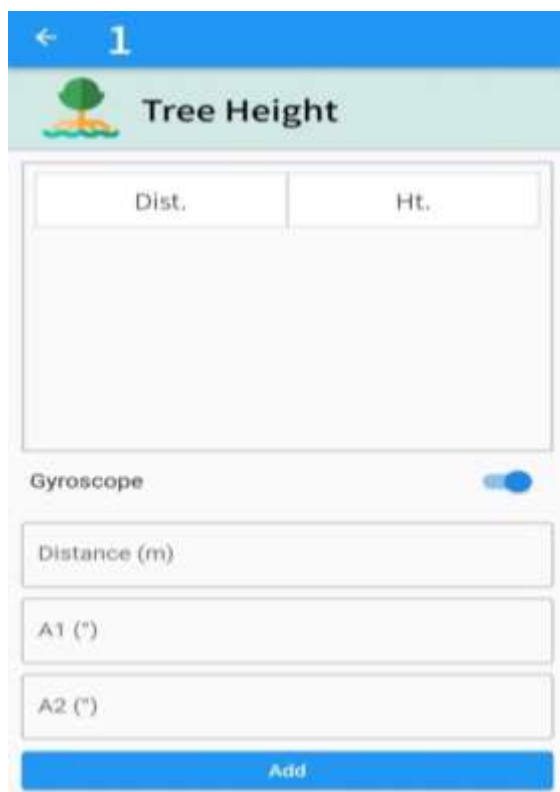 1
Tree Height
Dist. Ht.
Gyroscope
Distance (m)
A1 (°)
A2 (°)
Add